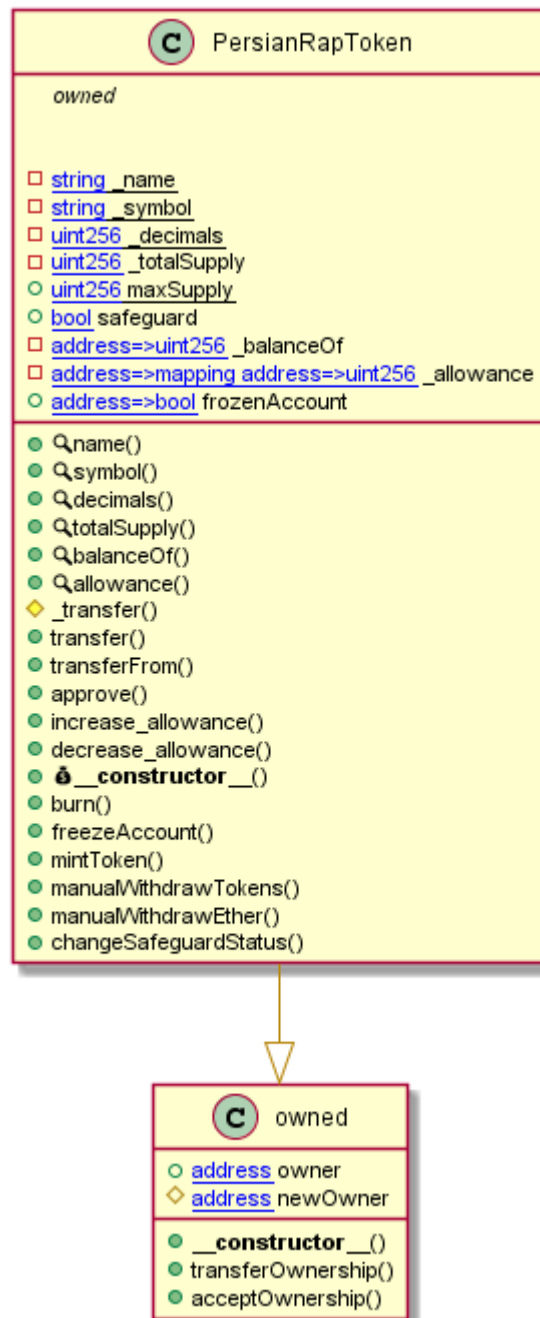 C PersianRapToken
owned
string _name
string _symbol
uint256 _decimals
uint256 _totalSupply
uint256 maxSupply
bool safeguard
address=>uint256 _balanceOf
address=>mapping address=>uint256 _allowance
address=>bool frozenAccount
name()
symbol()
decimals()
totalSupply()
balanceOf()
allowance()
_transfer()
transfer()
transferFrom()
approve()
increase_allowance()
decrease_allowance()
__constructor__()
burn()
freezeAccount()
mintToken()
manualWithdrawTokens()
manualWithdrawEther()
changeSafeguardStatus()
C owned
address owner
address newOwner
__constructor__()
transferOwnership()
acceptOwnership()